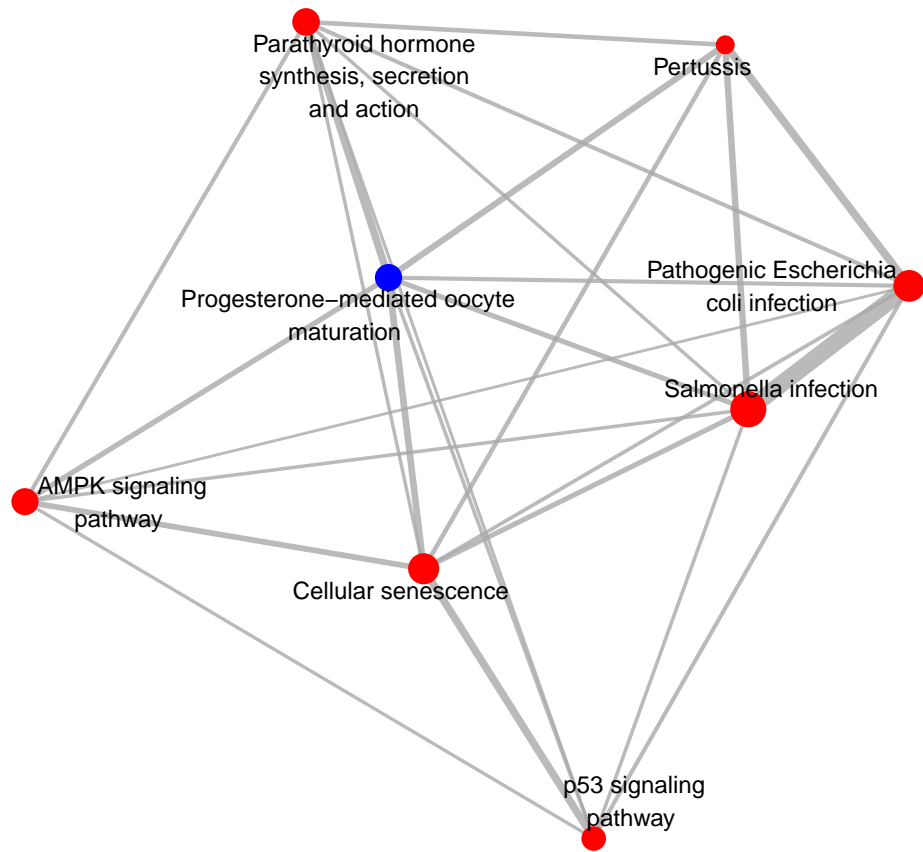 Parathyroid hormone
synthesis, secretion
and action
Pertussis
Pathogenic Escherichia
coli infection
Progesterone−mediated oocyte
maturation
Salmonella infection
AMPK signaling
pathway
Cellular senescence
p53 signaling
pathway